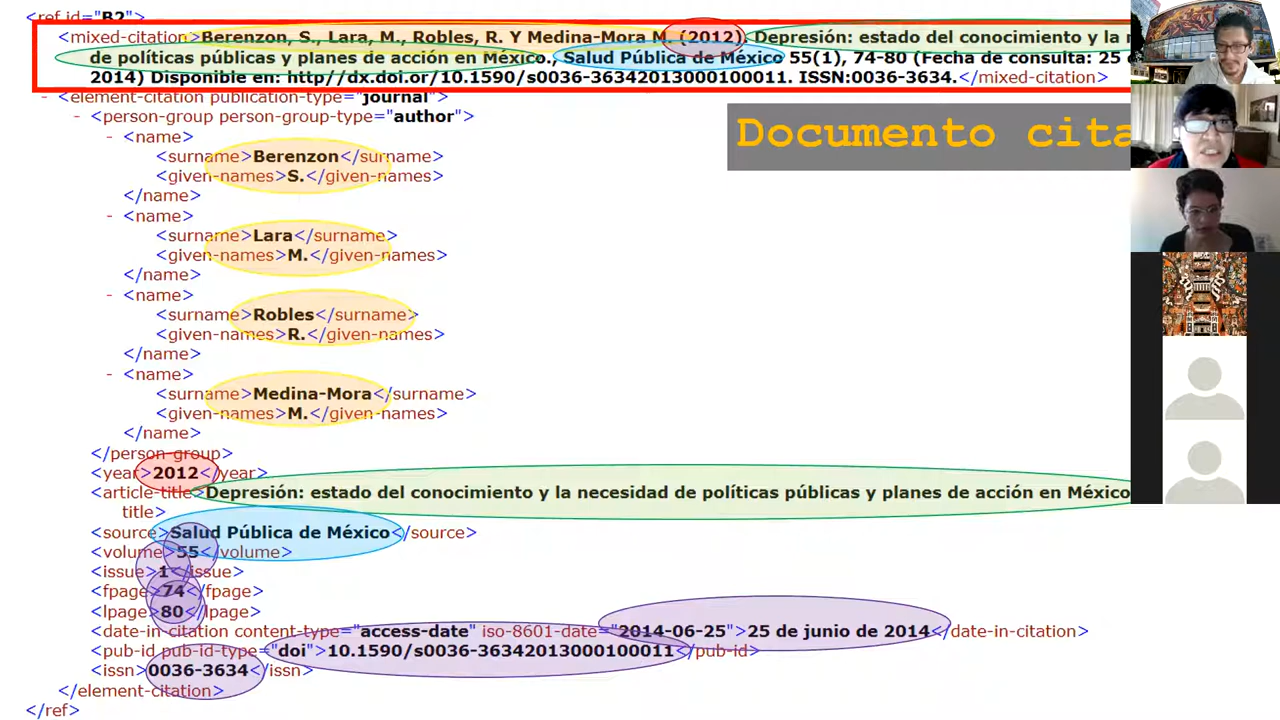 <ref id="B2">
<mixed-citation>Berenzon, S., Lara, M., Robles, R. Y Medina-Mora M. (2012). Depresión: estado del conocimiento y la
de políticas públicas y planes de acción en México., Salud Pública de México 55(1), 74-80 (Fecha de consulta: 25
2014) Disponible en: http//dx.doi.or/10.1590/s0036-36342013000100011. ISSN:0036-3634.</mixed-citation>
- <element-citation publication-type="journal">
- <person-group person-group-type="author">
- <name>
<surname>Berenzon</surname>
<given-names>S.</given-names>
</name>
- <name>
<surname>Lara</surname>
<given-names>M.</given-names>
</name>
- <name>
<surname>Robles</surname>
<given-names>R.</given-names>
</name>
- <name>
<surname>Medina-Mora</surname>
<given-names>M.</given-names>
</name>
</person-group>
<year>2012</year>
<article-title>Depresión: estado del conocimiento y la necesidad de políticas públicas y planes de acción en México
title>
<source>Salud Pública de México</source>
<volume>55</volume>
<issue>1</issue>
<fpage>74</fpage>
<lpage>80</lpage>
<date-in-citation content-type="access-date" iso-8601-date="2014-06-25">25 de junio de 2014</date-in-citation>
<pub-id pub-id-type="doi">10.1590/s0036-36342013000100011</pub-id>
<issn>0036-3634</issn>
</element-citation>
</ref>
Documento cita